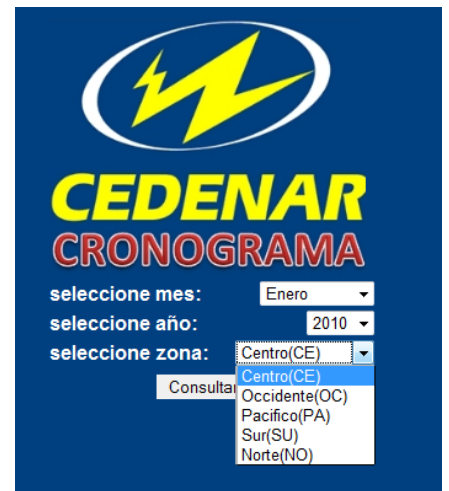 CEDENAR
CRONOGRAMA
seleccione mes: Enero
seleccione año: 2010
seleccione zona: Centro(CE)
Consultar
Centro(CE)
Occidente(OC)
Pacifico(PA)
Sur(SU)
Norte(NO)